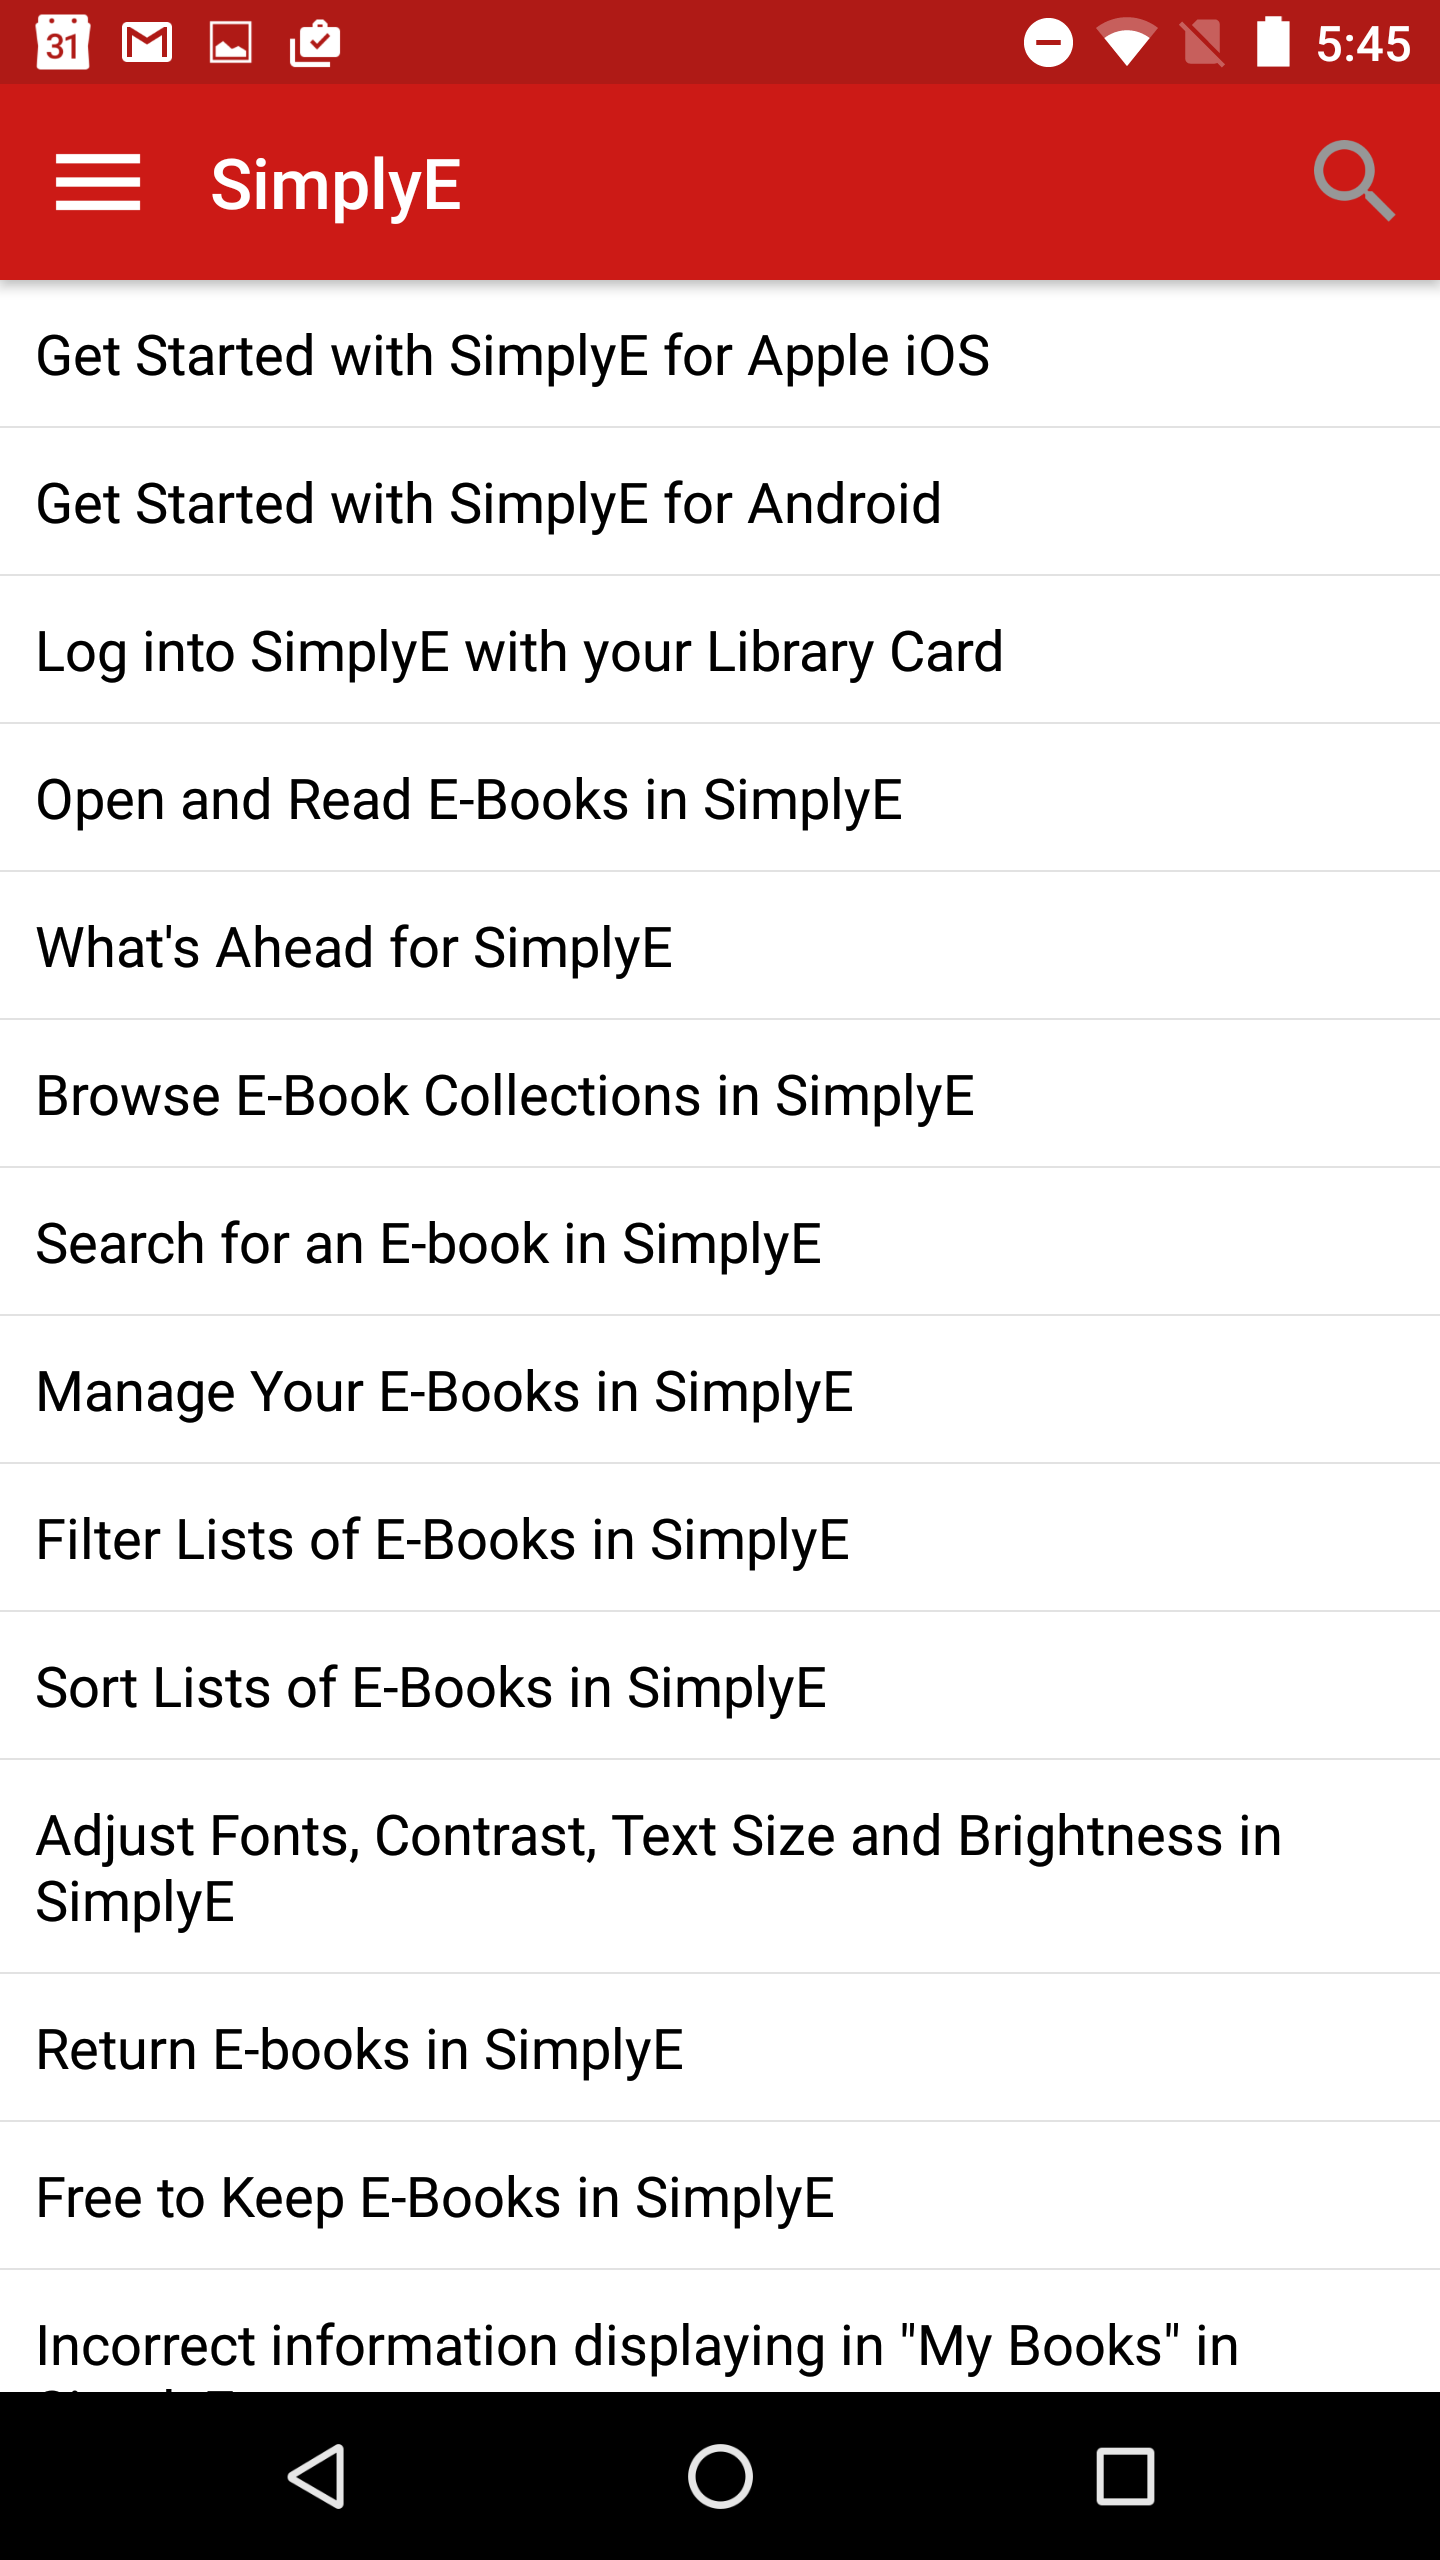 31
5:45
SimplyE
Get Started with SimplyE for Apple iOS
Get Started with SimplyE for Android
Log into SimplyE with your Library Card
Open and Read E-Books in SimplyE
What's Ahead for SimplyE
Browse E-Book Collections in SimplyE
Search for an E-book in SimplyE
Manage Your E-Books in SimplyE
Filter Lists of E-Books in SimplyE
Sort Lists of E-Books in SimplyE
Adjust Fonts, Contrast, Text Size and Brightness in
SimplyE
Return E-books in SimplyE
Free to Keep E-Books in SimplyE
Incorrect information displaying in "My Books" in